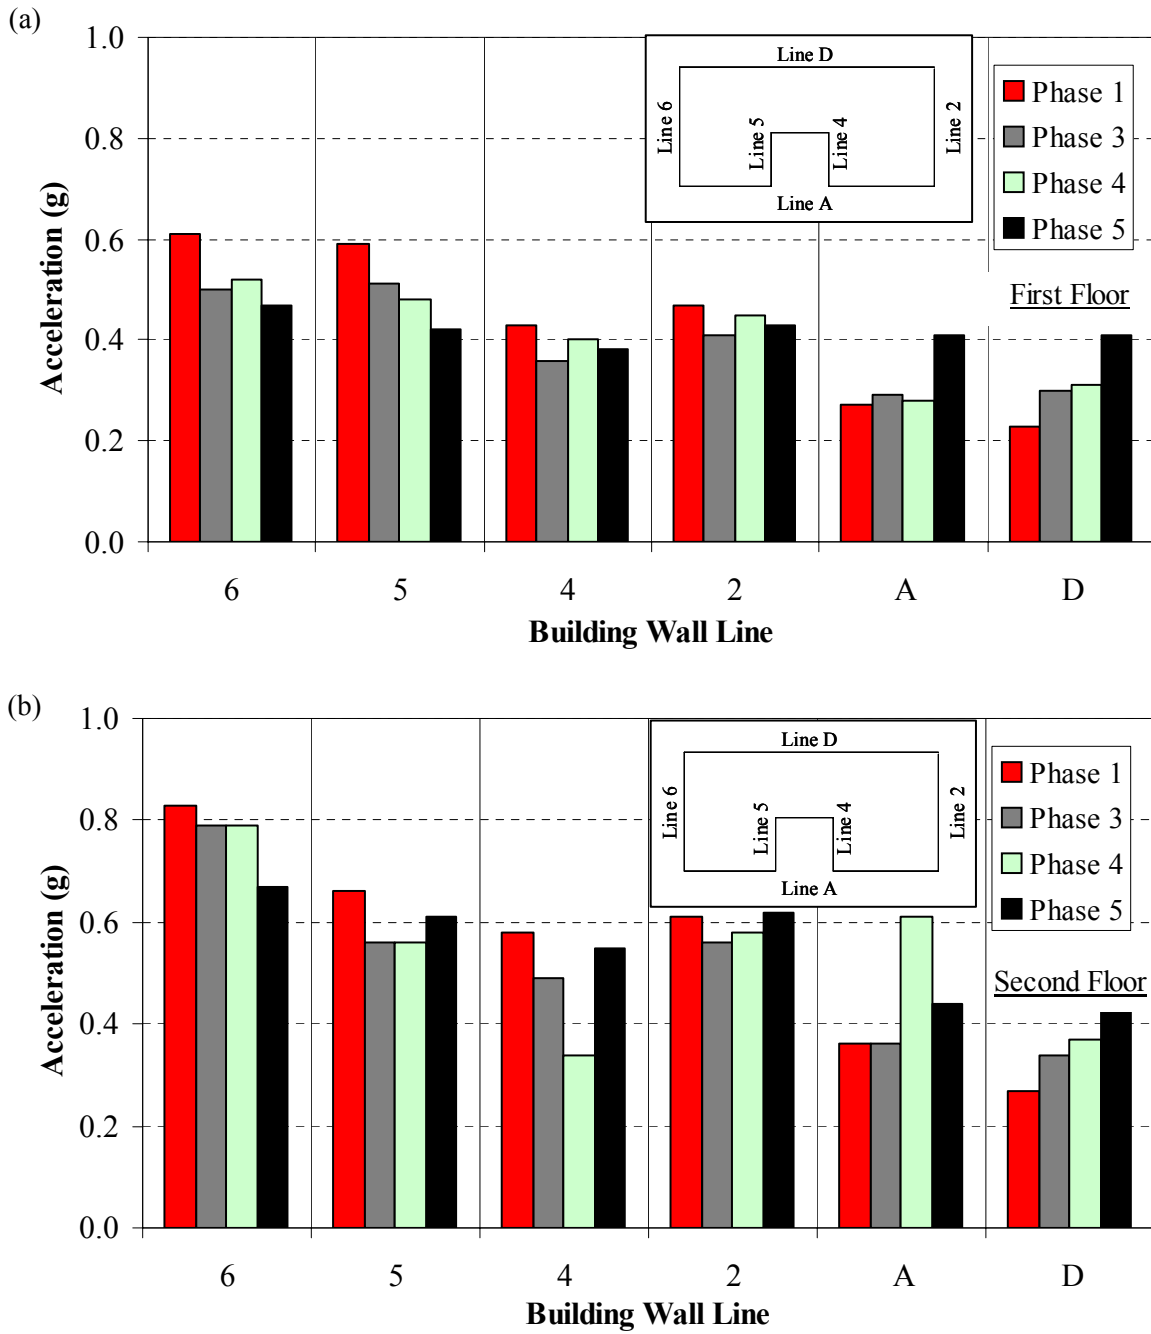 (a)
1.0
0.8
0.6
0.4
0.2
0.0
Acceleration (g)
Line D
Line 6
Line 5
Line 4
Line 2
Line A
Phase 1
Phase 3
Phase 4
Phase 5
First Floor
6 5 4 2 A D
Building Wall Line
(b)
1.0
0.8
0.6
0.4
0.2
0.0
Acceleration (g)
Line D
Line 6
Line 5
Line 4
Line 2
Line A
Phase 1
Phase 3
Phase 4
Phase 5
Second Floor
6 5 4 2 A D
Building Wall Line